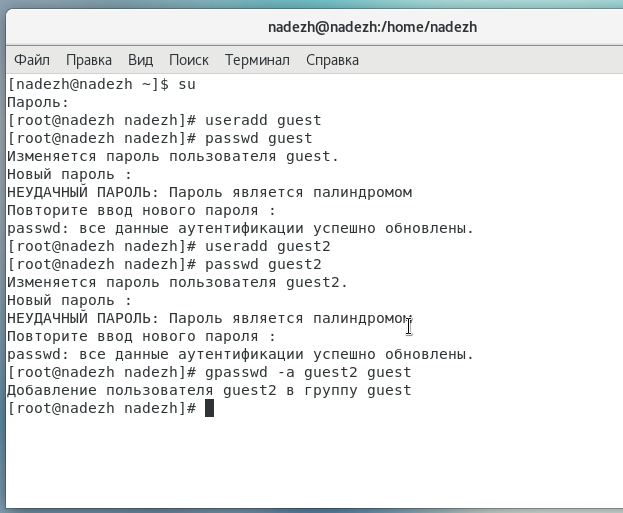 nadezh@nadezh:/home/nadezh
Файл Правка Вид Поиск Терминал Справка
[nadezh@nadezh ~]$ su
Пароль:
[root@nadezh nadezh]# useradd guest
[root@nadezh nadezh]# passwd guest
Изменяется пароль пользователя guest.
Новый пароль :
НЕУДАЧНЫЙ ПАРОЛЬ: Пароль является палиндромом
Повторите ввод нового пароля :
passwd: все данные аутентификации успешно обновлены.
[root@nadezh nadezh]# useradd guest2
[root@nadezh nadezh]# passwd guest2
Изменяется пароль пользователя guest2.
Новый пароль :
НЕУДАЧНЫЙ ПАРОЛЬ: Пароль является палиндромом
Повторите ввод нового пароля :
passwd: все данные аутентификации успешно обновлены.
[root@nadezh nadezh]# gpasswd -a guest2 guest
Добавление пользователя guest2 в группу guest
[root@nadezh nadezh]#